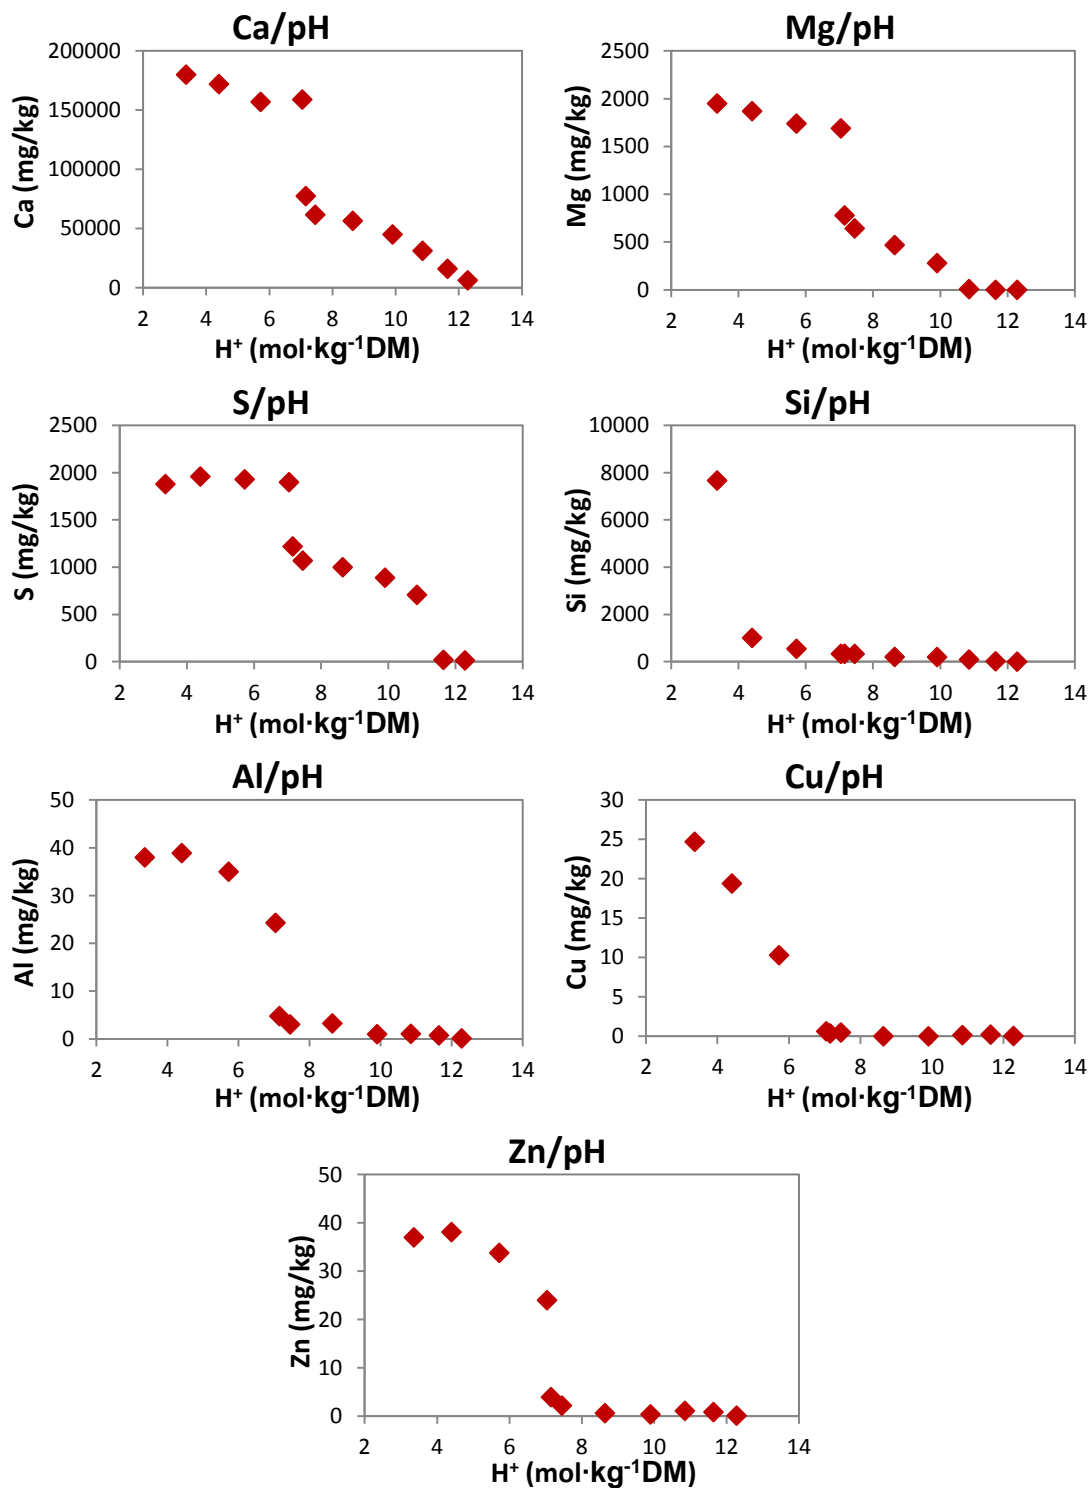 Ca/pH
200000
150000
100000
50000
0
Ca (mg/kg)
2 4 6 8 10 12 14
H⁺ (mol·kg⁻¹DM)
Mg/pH
2500
2000
1500
1000
500
0
Mg (mg/kg)
2 4 6 8 10 12 14
H⁺ (mol·kg⁻¹DM)
S/pH
2500
2000
1500
1000
500
0
S (mg/kg)
2 4 6 8 10 12 14
H⁺ (mol·kg⁻¹DM)
Si/pH
10000
8000
6000
4000
2000
0
Si (mg/kg)
2 4 6 8 10 12 14
H⁺ (mol·kg⁻¹DM)
Al/pH
50
40
30
20
10
0
Al (mg/kg)
2 4 6 8 10 12 14
H⁺ (mol·kg⁻¹DM)
Cu/pH
30
25
20
15
10
5
0
Cu (mg/kg)
2 4 6 8 10 12 14
H⁺ (mol·kg⁻¹DM)
Zn/pH
50
40
30
20
10
0
Zn (mg/kg)
2 4 6 8 10 12 14
H⁺ (mol·kg⁻¹DM)